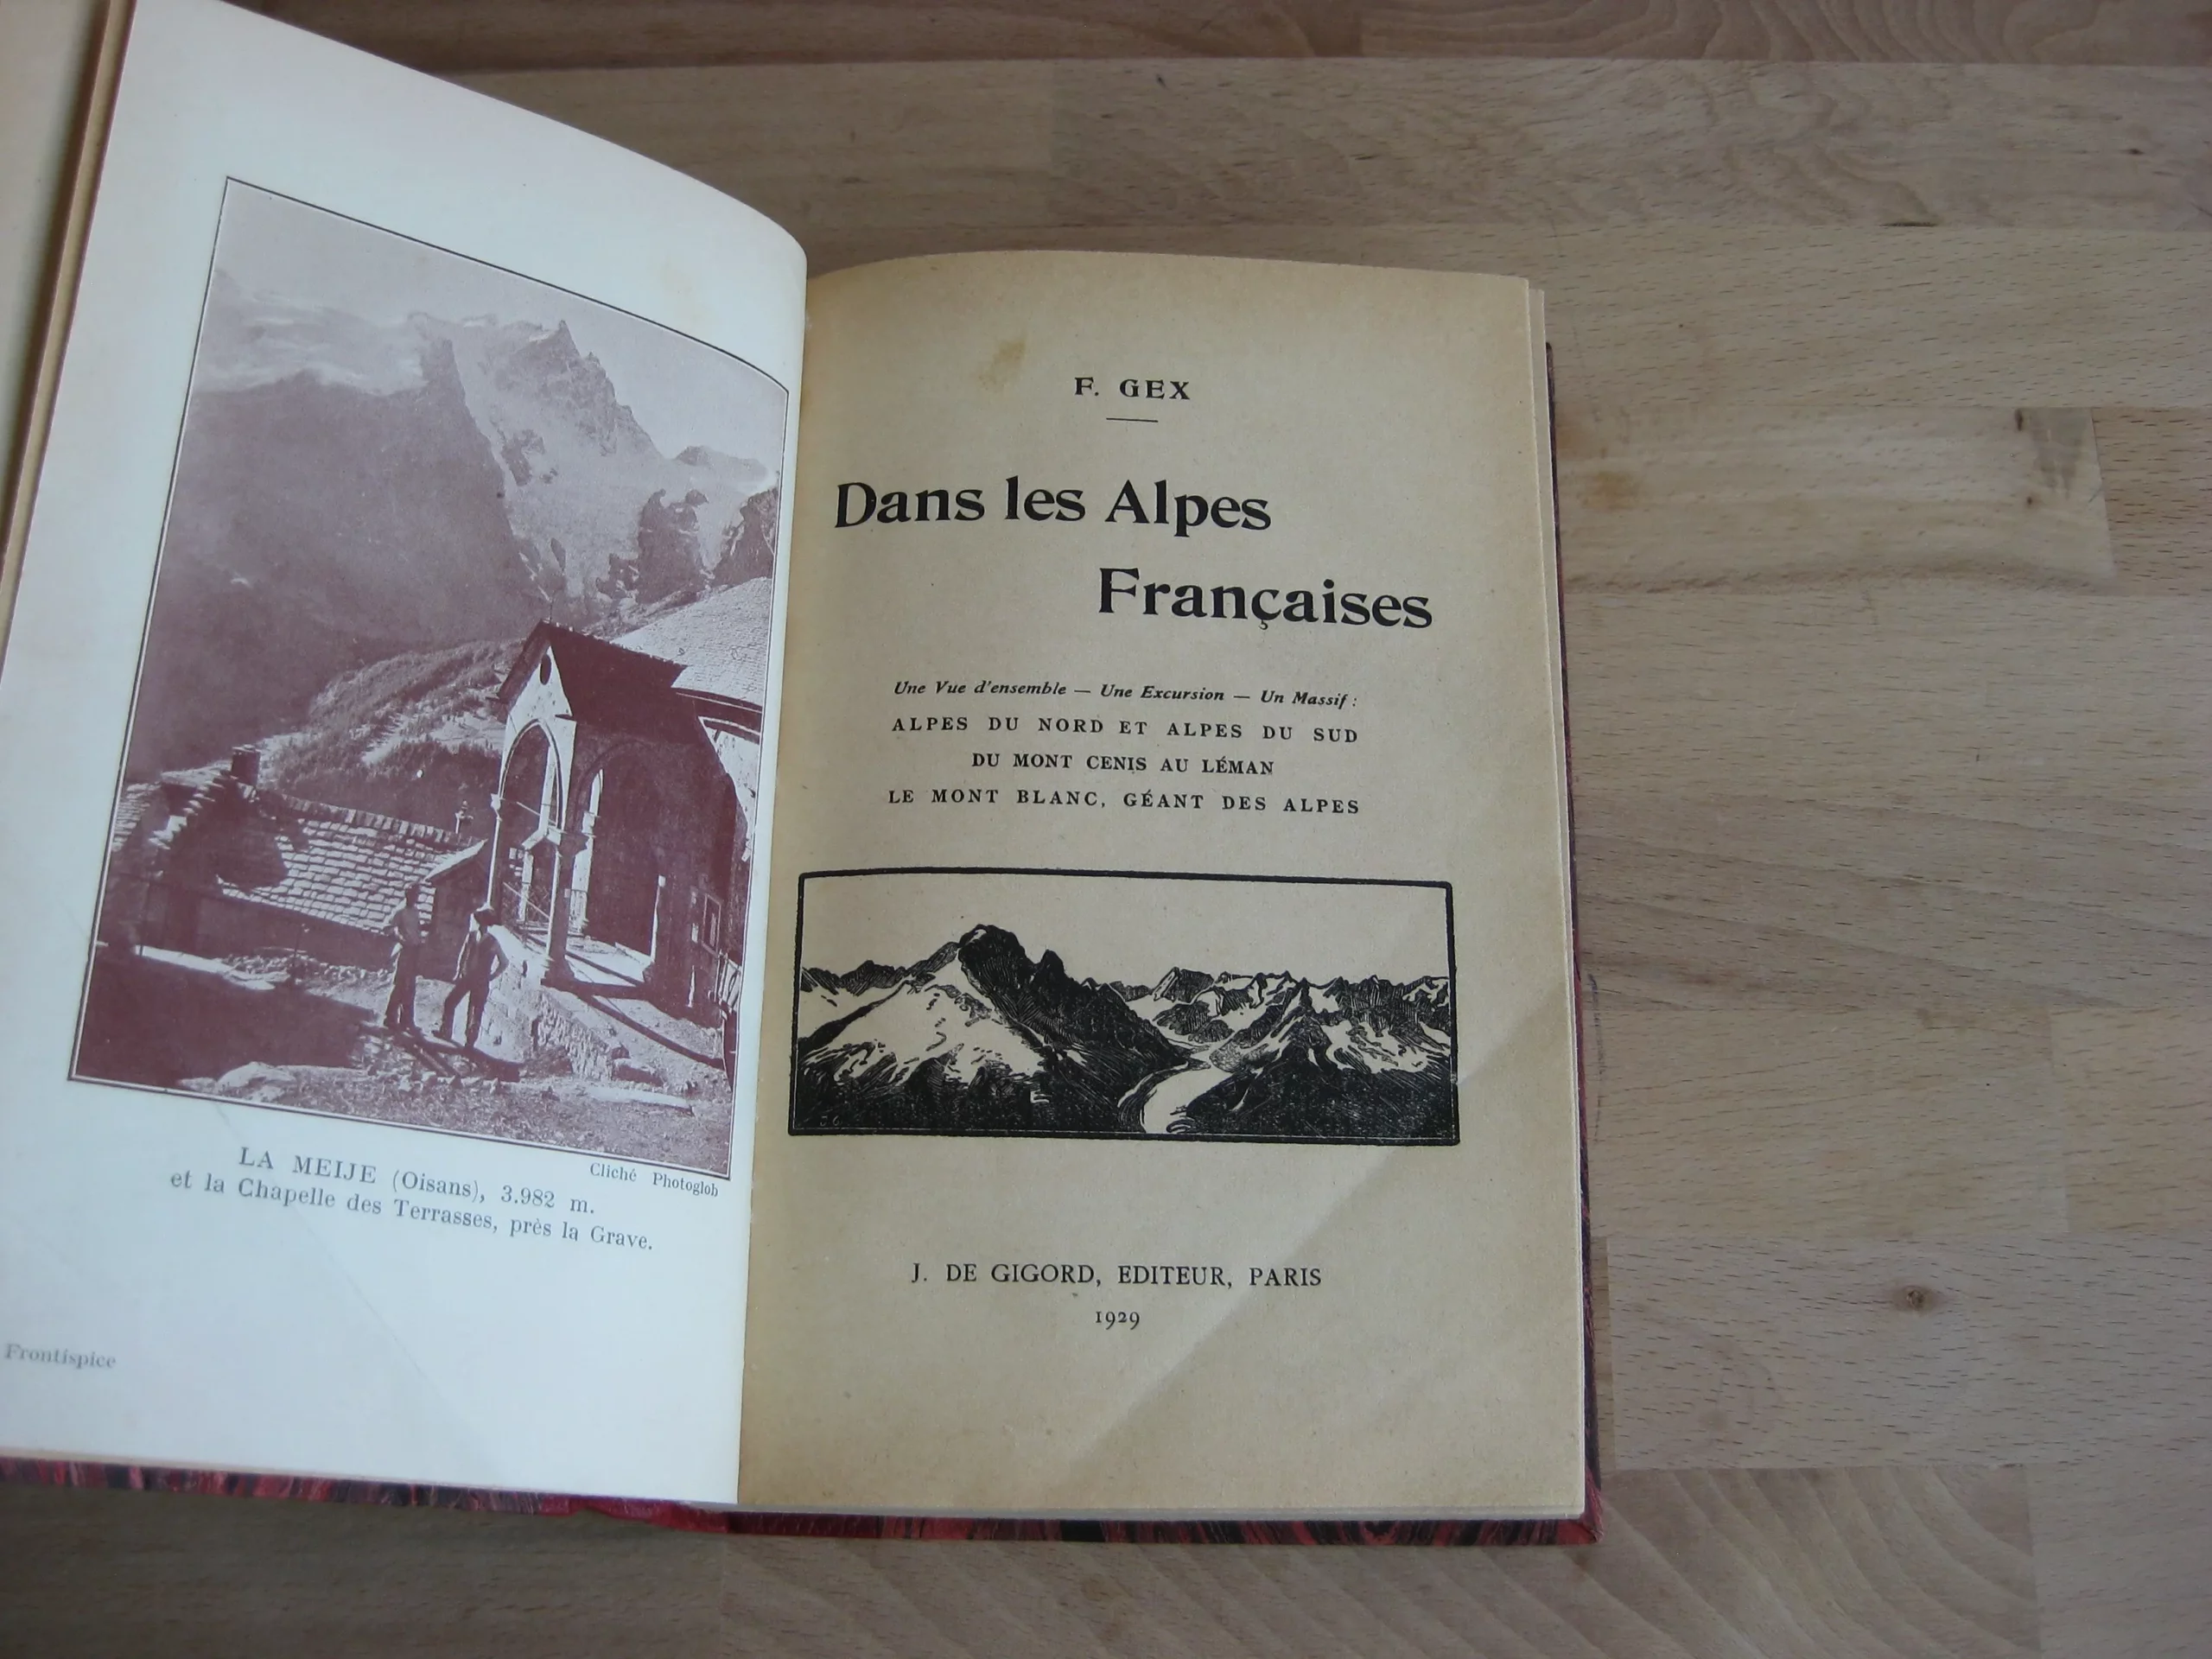 Cliché Photoglob
LA MEIJE (Oisans), 3.982 m.
et la Chapelle des Terrasses, près la Grave.
Frontispice
F. GEX
Dans les Alpes
Françaises
Une Vue d'ensemble — Une Excursion — Un Massif :
ALPES DU NORD ET ALPES DU SUD
DU MONT CENIS AU LÉMAN
LE MONT BLANC, GÉANT DES ALPES
J. DE GIGORD, EDITEUR, PARIS
1929